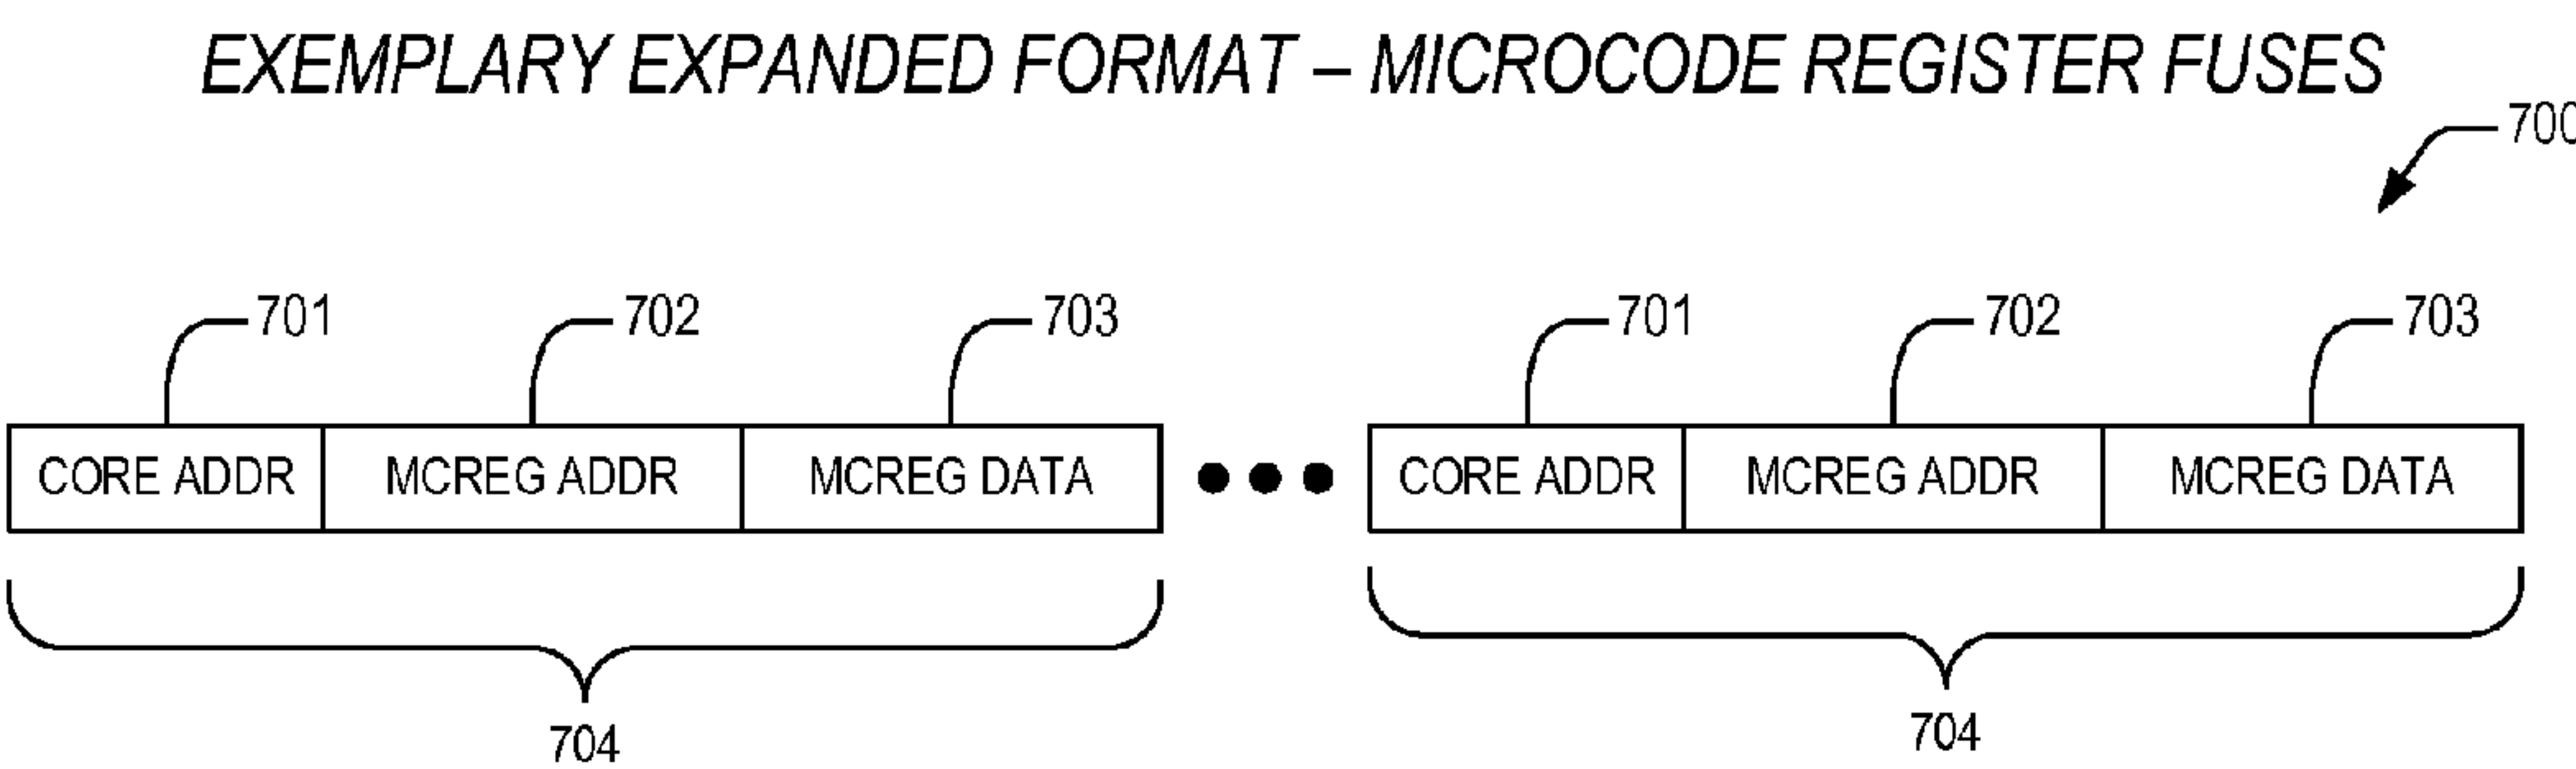 EXEMPLARY EXPANDED FORMAT – MICROCODE REGISTER FUSES
700
701 702 703 701 702 703
CORE ADDR MCREG ADDR MCREG DATA CORE ADDR MCREG ADDR MCREG DATA
704 704